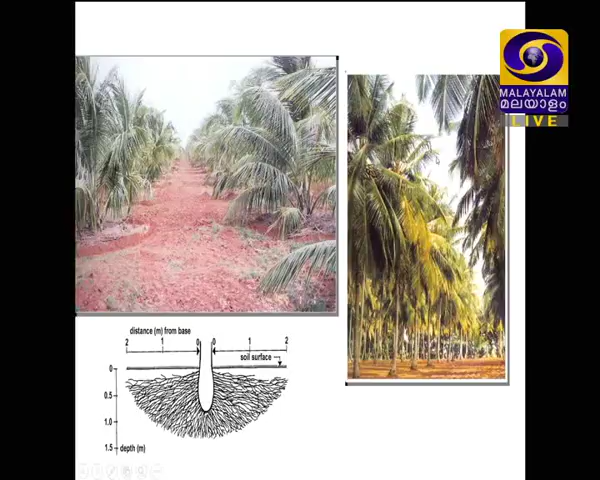 MALAYALAM
മലയാളം
LIVE
distance (m) from base
2 1 0 0 1 2
soil surface
0
0.5
1.0
1.5 depth (m)